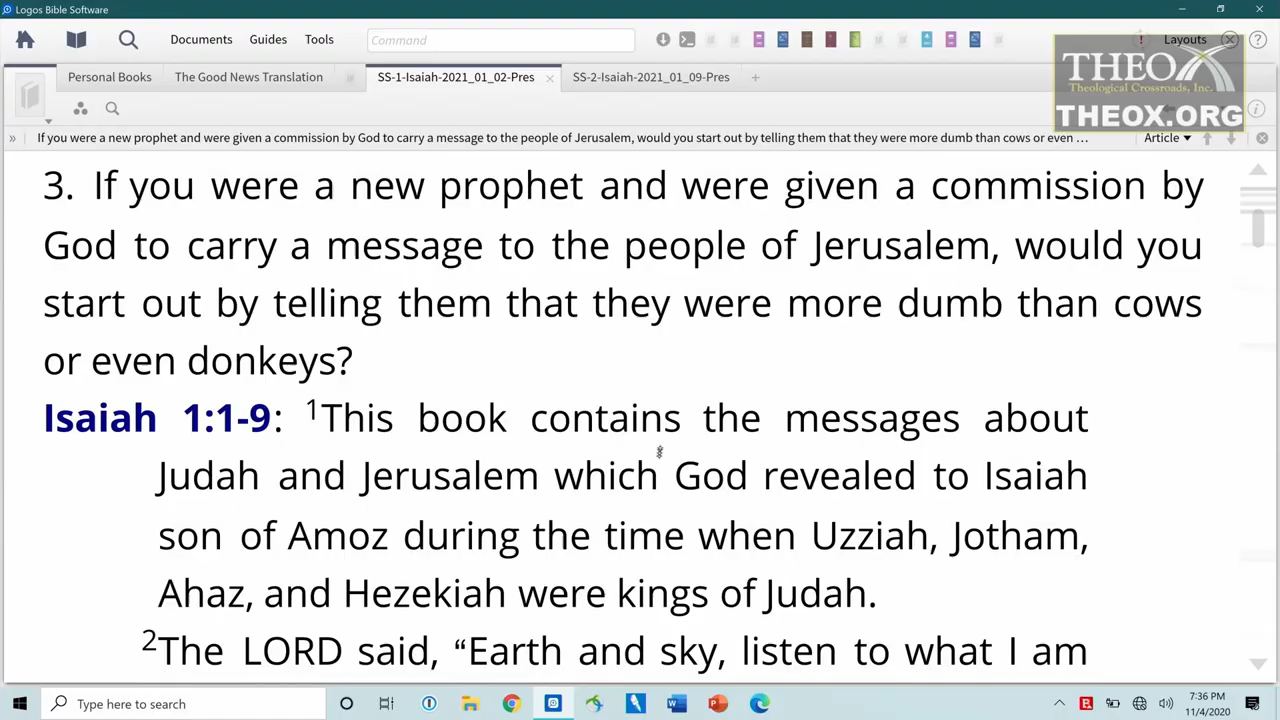 Logos Bible Software
Documents Guides Tools Command Layouts
THEOX
Theological Crossroads, Inc.
THEOX.ORG
Personal Books The Good News Translation SS-1-Isaiah-2021_01_02-Pres SS-2-Isaiah-2021_01_09-Pres
If you were a new prophet and were given a commission by God to carry a message to the people of Jerusalem, would you start out by telling them that they were more dumb than cows or even ... Article
3. If you were a new prophet and were given a commission by
God to carry a message to the people of Jerusalem, would you
start out by telling them that they were more dumb than cows
or even donkeys?
Isaiah 1:1-9: 1This book contains the messages about
Judah and Jerusalem which God revealed to Isaiah
son of Amoz during the time when Uzziah, Jotham,
Ahaz, and Hezekiah were kings of Judah.
2The LORD said, “Earth and sky, listen to what I am
Type here to search
7:36 PM
11/4/2020